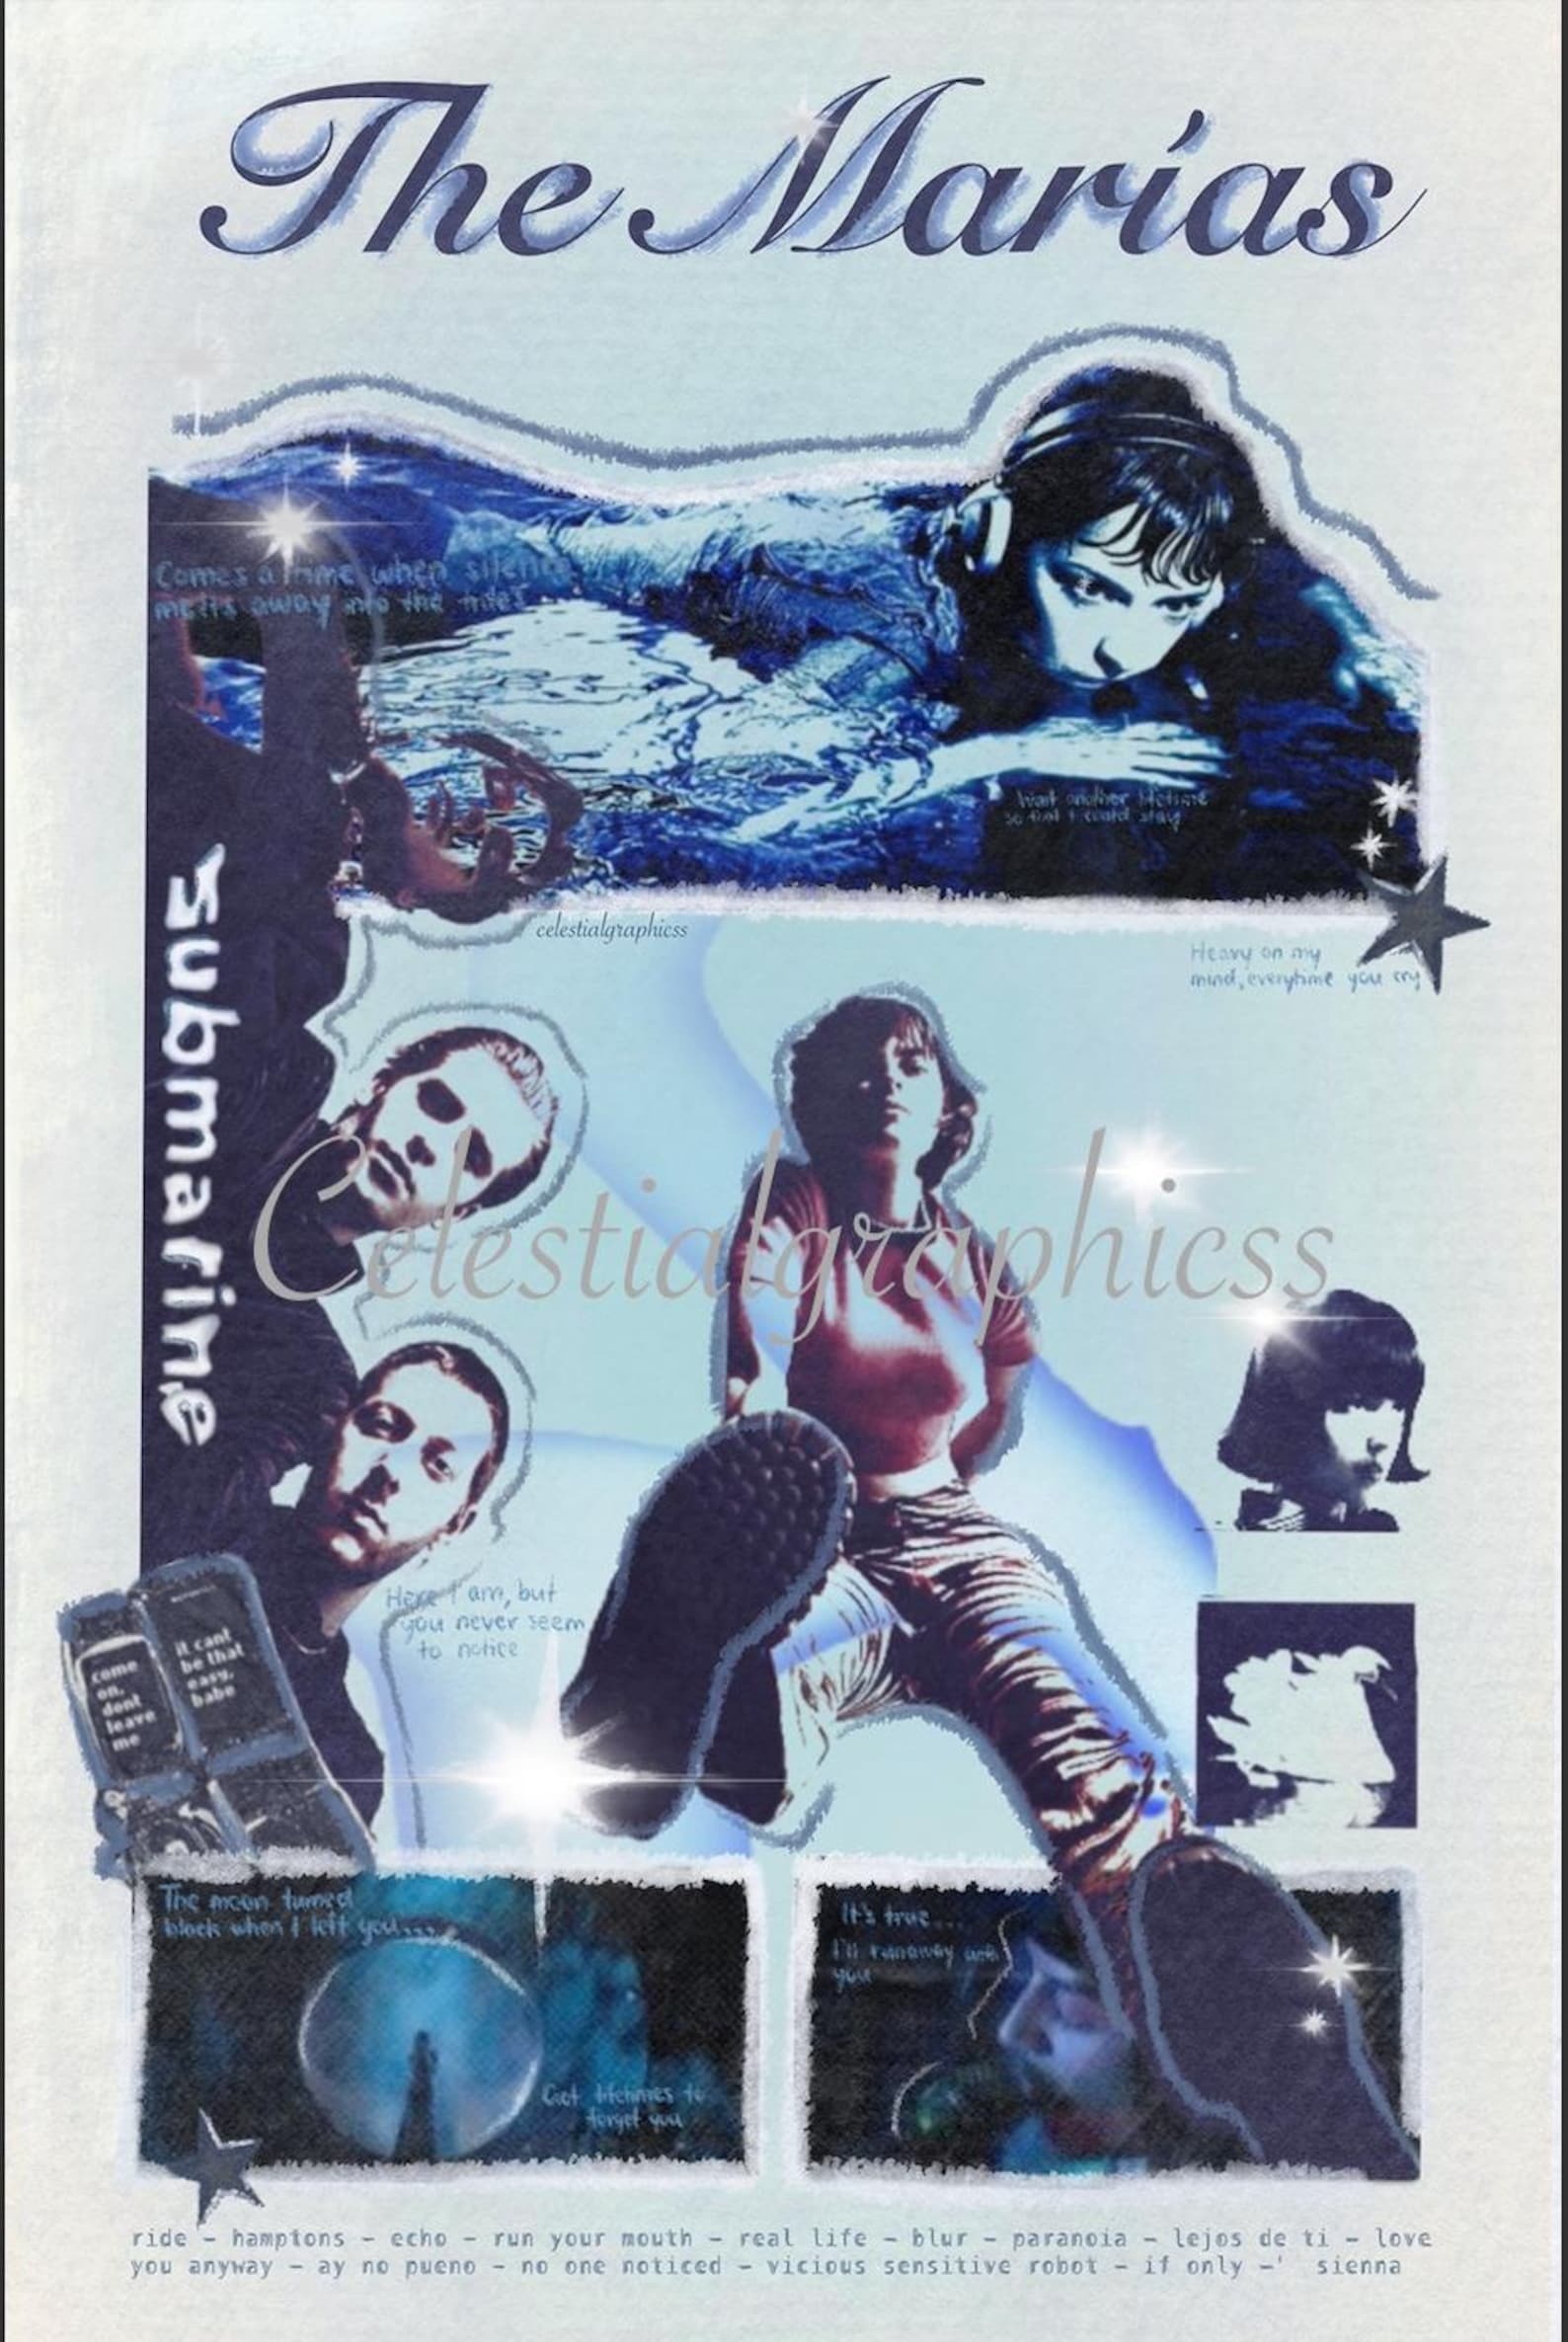 The Marías
Comes a time when silence
melts away into the tides
Wait another lifetime
so that I could stay
submarine
celestialgraphicss
Heavy on my
mind, everytime you cry
Celestialgraphicss
Here I am, but
you never seem
to notice
come
on,
dont
leave
me
it cant
be that
easy,
babe
The moon turned
black when I left you...
Got lifetimes to
forget you
It's true...
I'll runaway with
you
ride - hamptons - echo - run your mouth - real life - blur - paranoia - lejos de ti - love
you anyway - ay no pueno - no one noticed - vicious sensitive robot - if only -' sienna